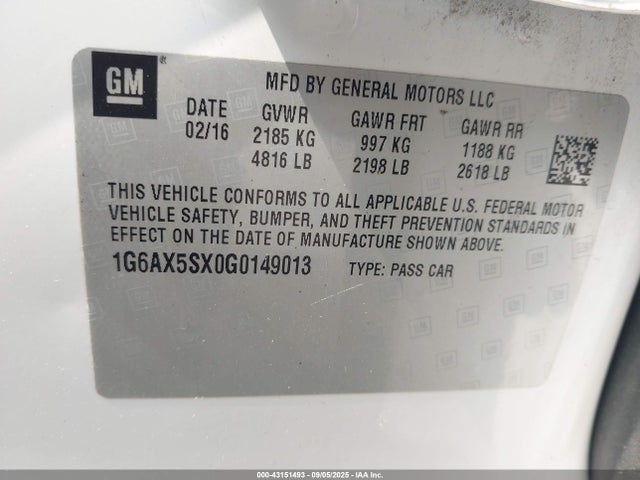 GM
MFD BY GENERAL MOTORS LLC
DATE GVWR GAWR FRT GAWR RR
02/16 2185 KG 997 KG 1188 KG
4816 LB 2198 LB 2618 LB
THIS VEHICLE CONFORMS TO ALL APPLICABLE U.S. FEDERAL MOTOR
VEHICLE SAFETY, BUMPER, AND THEFT PREVENTION STANDARDS IN
EFFECT ON THE DATE OF MANUFACTURE SHOWN ABOVE.
1G6AX5SX0G0149013 TYPE: PASS CAR
000-43151493 - 09/05/2025 - IAA Inc.